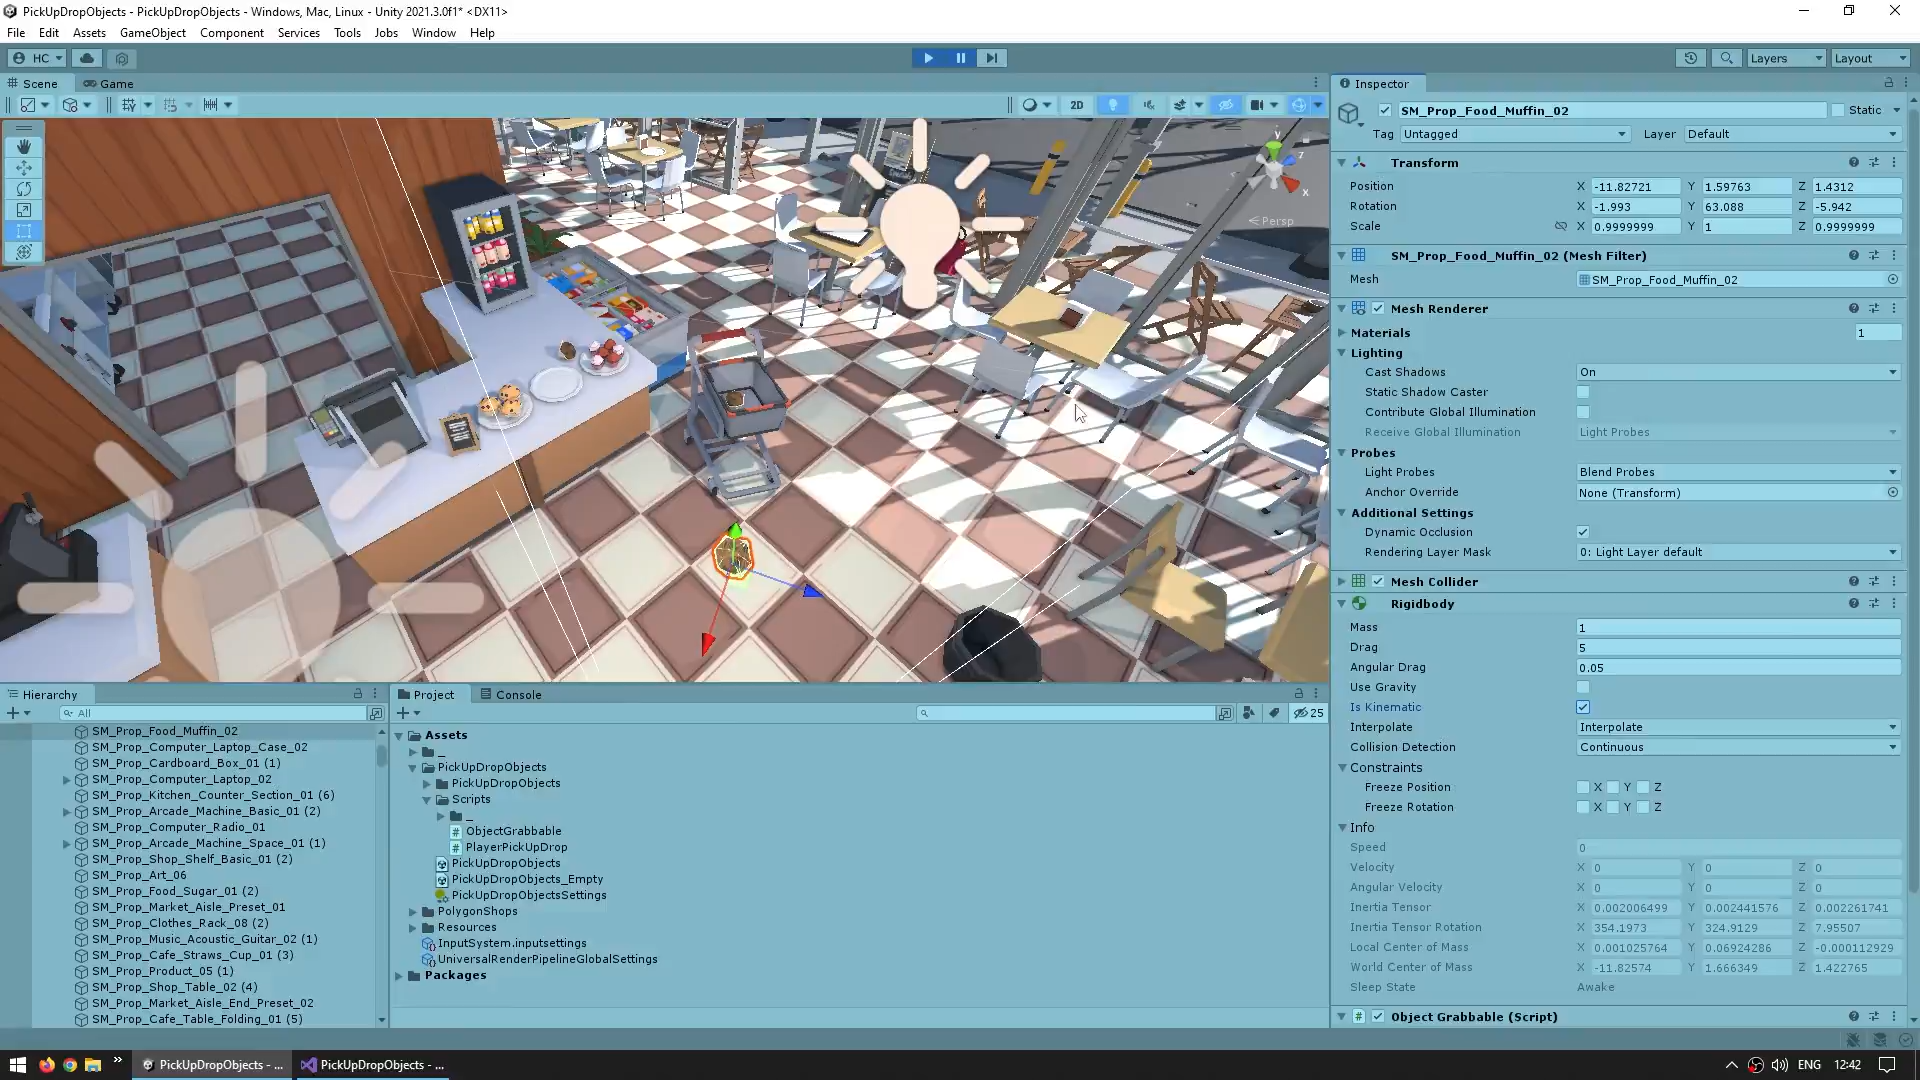 PickUpDropObjects - PickUpDropObjects - Windows, Mac, Linux - Unity 2021.3.0f1* <DX11>
File Edit Assets GameObject Component Services Tools Jobs Window Help
HC Layers Layout
Scene Game
2D
y
z
x
Persp
Inspector
SM_Prop_Food_Muffin_02 Static
Tag Untagged Layer Default
Transform
Position X -11.82721 Y 1.59763 Z 1.4312
Rotation X -1.993 Y 63.088 Z -5.942
Scale X 0.9999999 Y 1 Z 0.9999999
SM_Prop_Food_Muffin_02 (Mesh Filter)
Mesh SM_Prop_Food_Muffin_02
Mesh Renderer
Materials 1
Lighting
Cast Shadows On
Static Shadow Caster
Contribute Global Illumination
Receive Global Illumination Light Probes
Probes
Light Probes Blend Probes
Anchor Override None (Transform)
Additional Settings
Dynamic Occlusion
Rendering Layer Mask 0: Light Layer default
Mesh Collider
Rigidbody
Mass 1
Drag 5
Angular Drag 0.05
Use Gravity
Is Kinematic
Interpolate Interpolate
Collision Detection Continuous
Constraints
Freeze Position X Y Z
Freeze Rotation X Y Z
Info
Speed 0
Velocity X 0 Y 0 Z 0
Angular Velocity X 0 Y 0 Z 0
Inertia Tensor X 0.002006499 Y 0.002441576 Z 0.002261741
Inertia Tensor Rotation X 354.1973 Y 324.9129 Z 7.95507
Local Center of Mass X 0.001025764 Y 0.06924286 Z -0.000112929
World Center of Mass X -11.82574 Y 1.666349 Z 1.422765
Sleep State Awake
# Object Grabbable (Script)
Hierarchy
All
SM_Prop_Food_Muffin_02
SM_Prop_Computer_Laptop_Case_02
SM_Prop_Cardboard_Box_01 (1)
SM_Prop_Computer_Laptop_02
SM_Prop_Kitchen_Counter_Section_01 (6)
SM_Prop_Arcade_Machine_Basic_01 (2)
SM_Prop_Computer_Radio_01
SM_Prop_Arcade_Machine_Space_01 (1)
SM_Prop_Shop_Shelf_Basic_01 (2)
SM_Prop_Art_06
SM_Prop_Food_Sugar_01 (2)
SM_Prop_Market_Aisle_Preset_01
SM_Prop_Clothes_Rack_08 (2)
SM_Prop_Music_Acoustic_Guitar_02 (1)
SM_Prop_Cafe_Straws_Cup_01 (3)
SM_Prop_Product_05 (1)
SM_Prop_Shop_Table_02 (4)
SM_Prop_Market_Aisle_End_Preset_02
SM_Prop_Cafe_Table_Folding_01 (5)
Project Console
25
Assets
_
PickUpDropObjects
PickUpDropObjects
Scripts
_
# ObjectGrabbable
# PlayerPickUpDrop
PickUpDropObjects
PickUpDropObjects_Empty
PickUpDropObjectsSettings
PolygonShops
Resources
InputSystem.inputsettings
UniversalRenderPipelineGlobalSettings
Packages
PickUpDropObjects - ... PickUpDropObjects - ... ENG 12:42